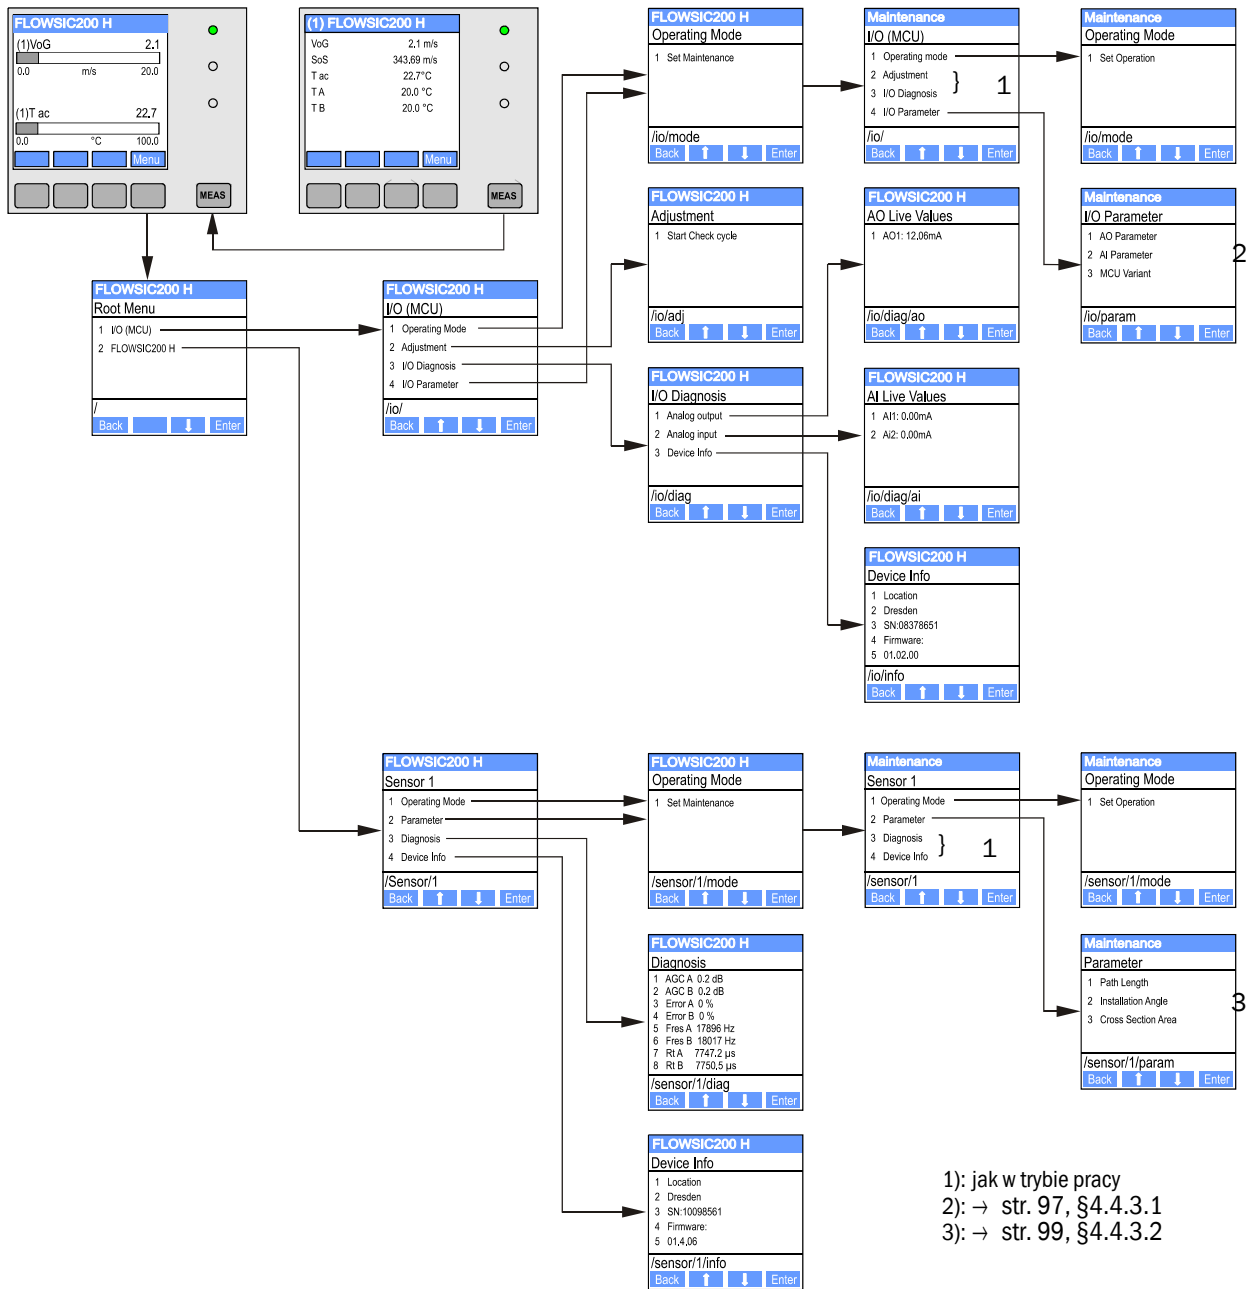 FLOWSIC200 H
(1)VoG 2.1
0.0 m/s 20.0
(1)T ac 22.7
0.0 °C 100.0
Menu
MEAS
(1) FLOWSIC200 H
VoG 2.1 m/s
SoS 343.69 m/s
T ac 22.7°C
T A 20.0 °C
T B 20.0 °C
Menu
MEAS
FLOWSIC200 H
Operating Mode
1 Set Maintenance
/io/mode
Back Enter
Maintenance
I/O (MCU)
1 Operating mode
2 Adjustment
3 I/O Diagnosis
4 I/O Parameter
} 1
/io/
Back Enter
Maintenance
Operating Mode
1 Set Operation
/io/mode
Back Enter
FLOWSIC200 H
Adjustment
1 Start Check cycle
/io/adj
Back Enter
FLOWSIC200 H
AO Live Values
1 AO1: 12.06mA
/io/diag/ao
Back Enter
Maintenance
I/O Parameter
1 AO Parameter
2 AI Parameter
3 MCU Variant
2
/io/param
Back Enter
FLOWSIC200 H
Root Menu
1 I/O (MCU)
2 FLOWSIC200 H
/
Back Enter
FLOWSIC200 H
I/O (MCU)
1 Operating Mode
2 Adjustment
3 I/O Diagnosis
4 I/O Parameter
/io/
Back Enter
FLOWSIC200 H
I/O Diagnosis
1 Analog output
2 Analog input
3 Device Info
/io/diag
Back Enter
FLOWSIC200 H
AI Live Values
1 AI1: 0.00mA
2 Ai2: 0.00mA
/io/diag/ai
Back Enter
FLOWSIC200 H
Device Info
1 Location
2 Dresden
3 SN:08378651
4 Firmware:
5 01.02.00
/io/info
Back Enter
FLOWSIC200 H
Sensor 1
1 Operating Mode
2 Parameter
3 Diagnosis
4 Device Info
/Sensor/1
Back Enter
FLOWSIC200 H
Operating Mode
1 Set Maintenance
/sensor/1/mode
Back Enter
Maintenance
Sensor 1
1 Operating Mode
2 Parameter
3 Diagnosis
4 Device Info
} 1
/sensor/1
Back Enter
Maintenance
Operating Mode
1 Set Operation
/sensor/1/mode
Back Enter
FLOWSIC200 H
Diagnosis
1 AGC A 0.2 dB
2 AGC B 0.2 dB
3 Error A 0 %
4 Error B 0 %
5 Fres A 17896 Hz
6 Fres B 18017 Hz
7 Rt A 7747.2 µs
8 Rt B 7750.5 µs
/sensor/1/diag
Back Enter
Maintenance
Parameter
1 Path Length
2 Installation Angle
3 Cross Section Area
3
/sensor/1/param
Back Enter
FLOWSIC200 H
Device Info
1 Location
2 Dresden
3 SN:10098561
4 Firmware:
5 01.4.06
/sensor/1/info
Back Enter
1): jak w trybie pracy
2): → str. 97, §4.4.3.1
3): → str. 99, §4.4.3.2